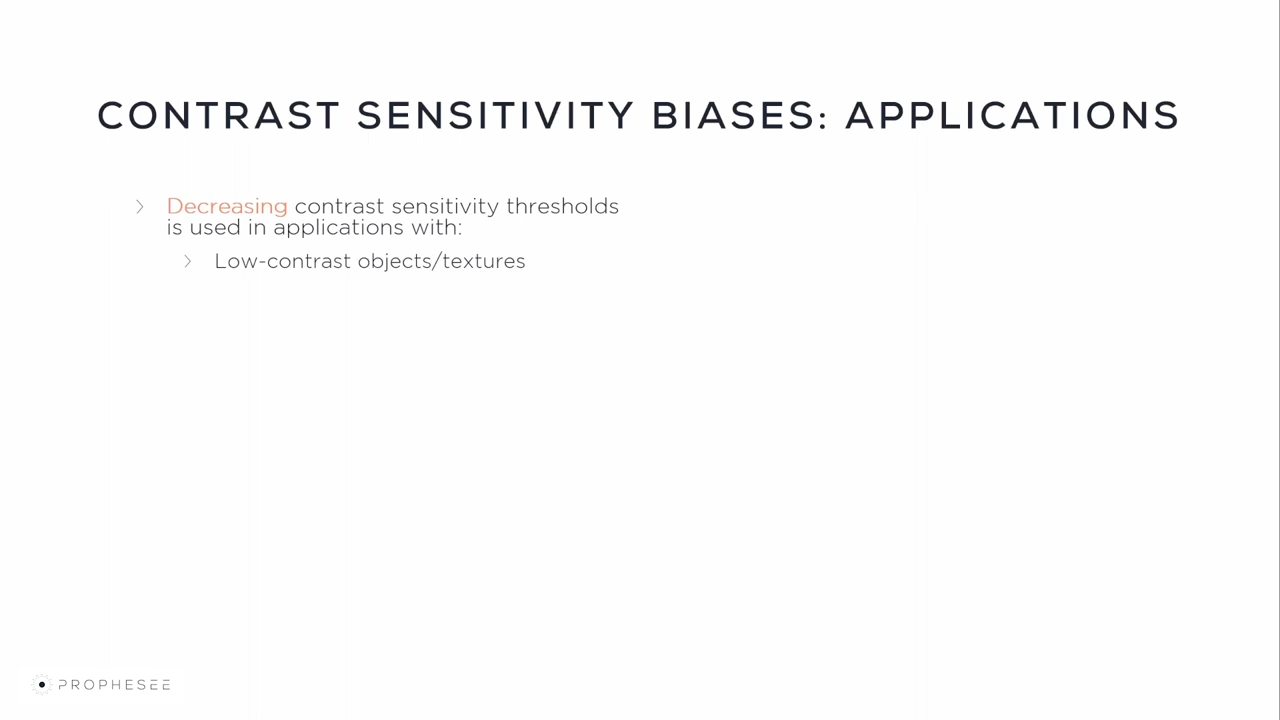 CONTRAST SENSITIVITY BIASES: APPLICATIONS
Decreasing contrast sensitivity thresholds
is used in applications with:
Low-contrast objects/textures
PROPHESEE